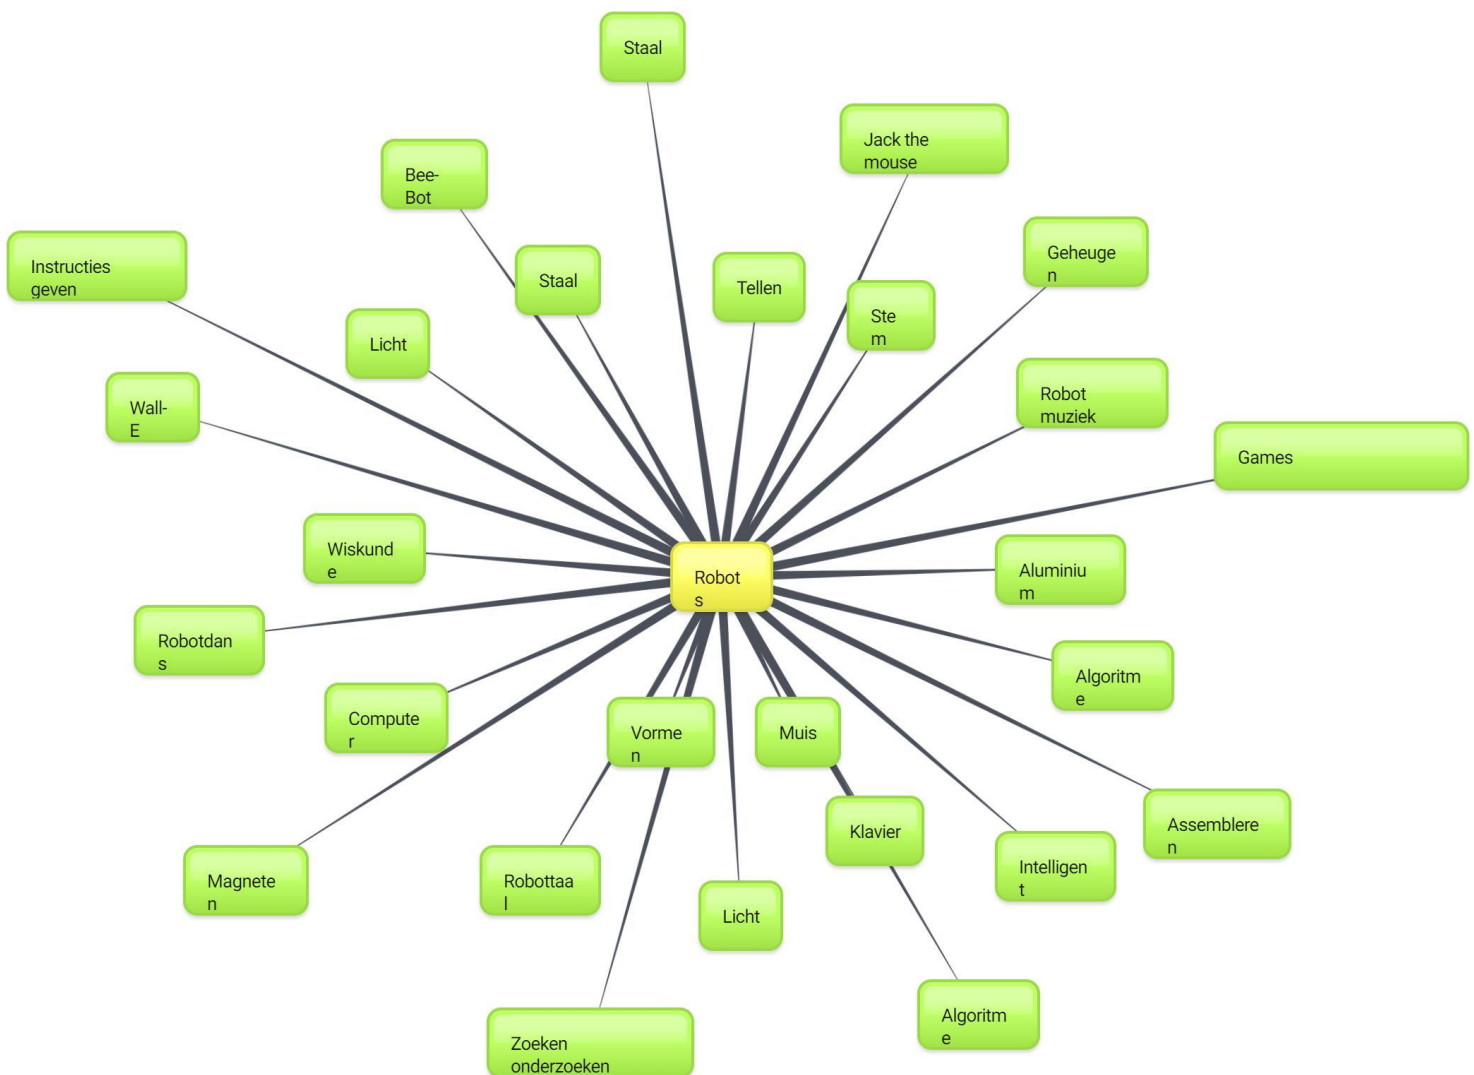 Staal
Jack the
mouse
Bee-
Bot
Geheuge
n
Instructies
geven
Staal
Tellen
Ste
m
Licht
Robot
muziek
Wall-
E
Games
Wiskund
e
Robot
s
Aluminiu
m
Robotdan
s
Algoritm
e
Compute
r
Vorme
n
Muis
Klavier
Assemblere
n
Magnete
n
Robottaa
l
Intelligen
t
Licht
Algoritm
e
Zoeken
onderzoeken